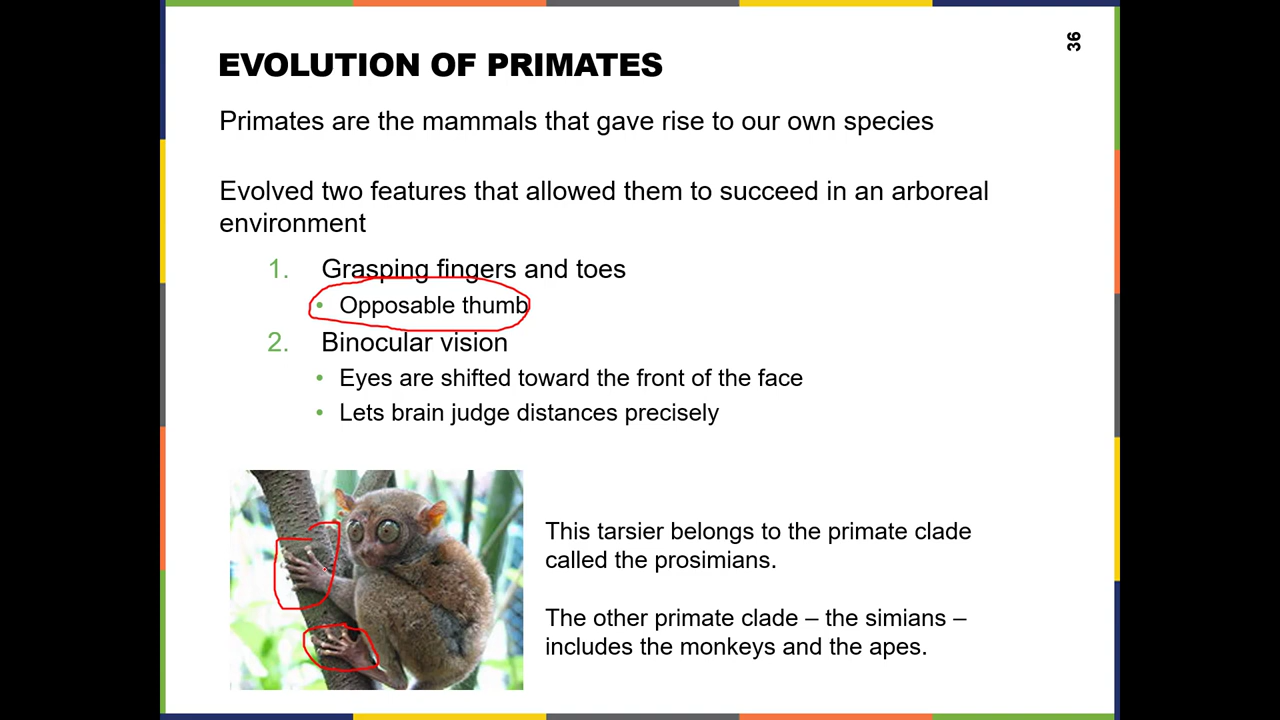 36
EVOLUTION OF PRIMATES
Primates are the mammals that gave rise to our own species
Evolved two features that allowed them to succeed in an arboreal
environment
1. Grasping fingers and toes
• Opposable thumb
2. Binocular vision
• Eyes are shifted toward the front of the face
• Lets brain judge distances precisely
This tarsier belongs to the primate clade
called the prosimians.
The other primate clade – the simians –
includes the monkeys and the apes.